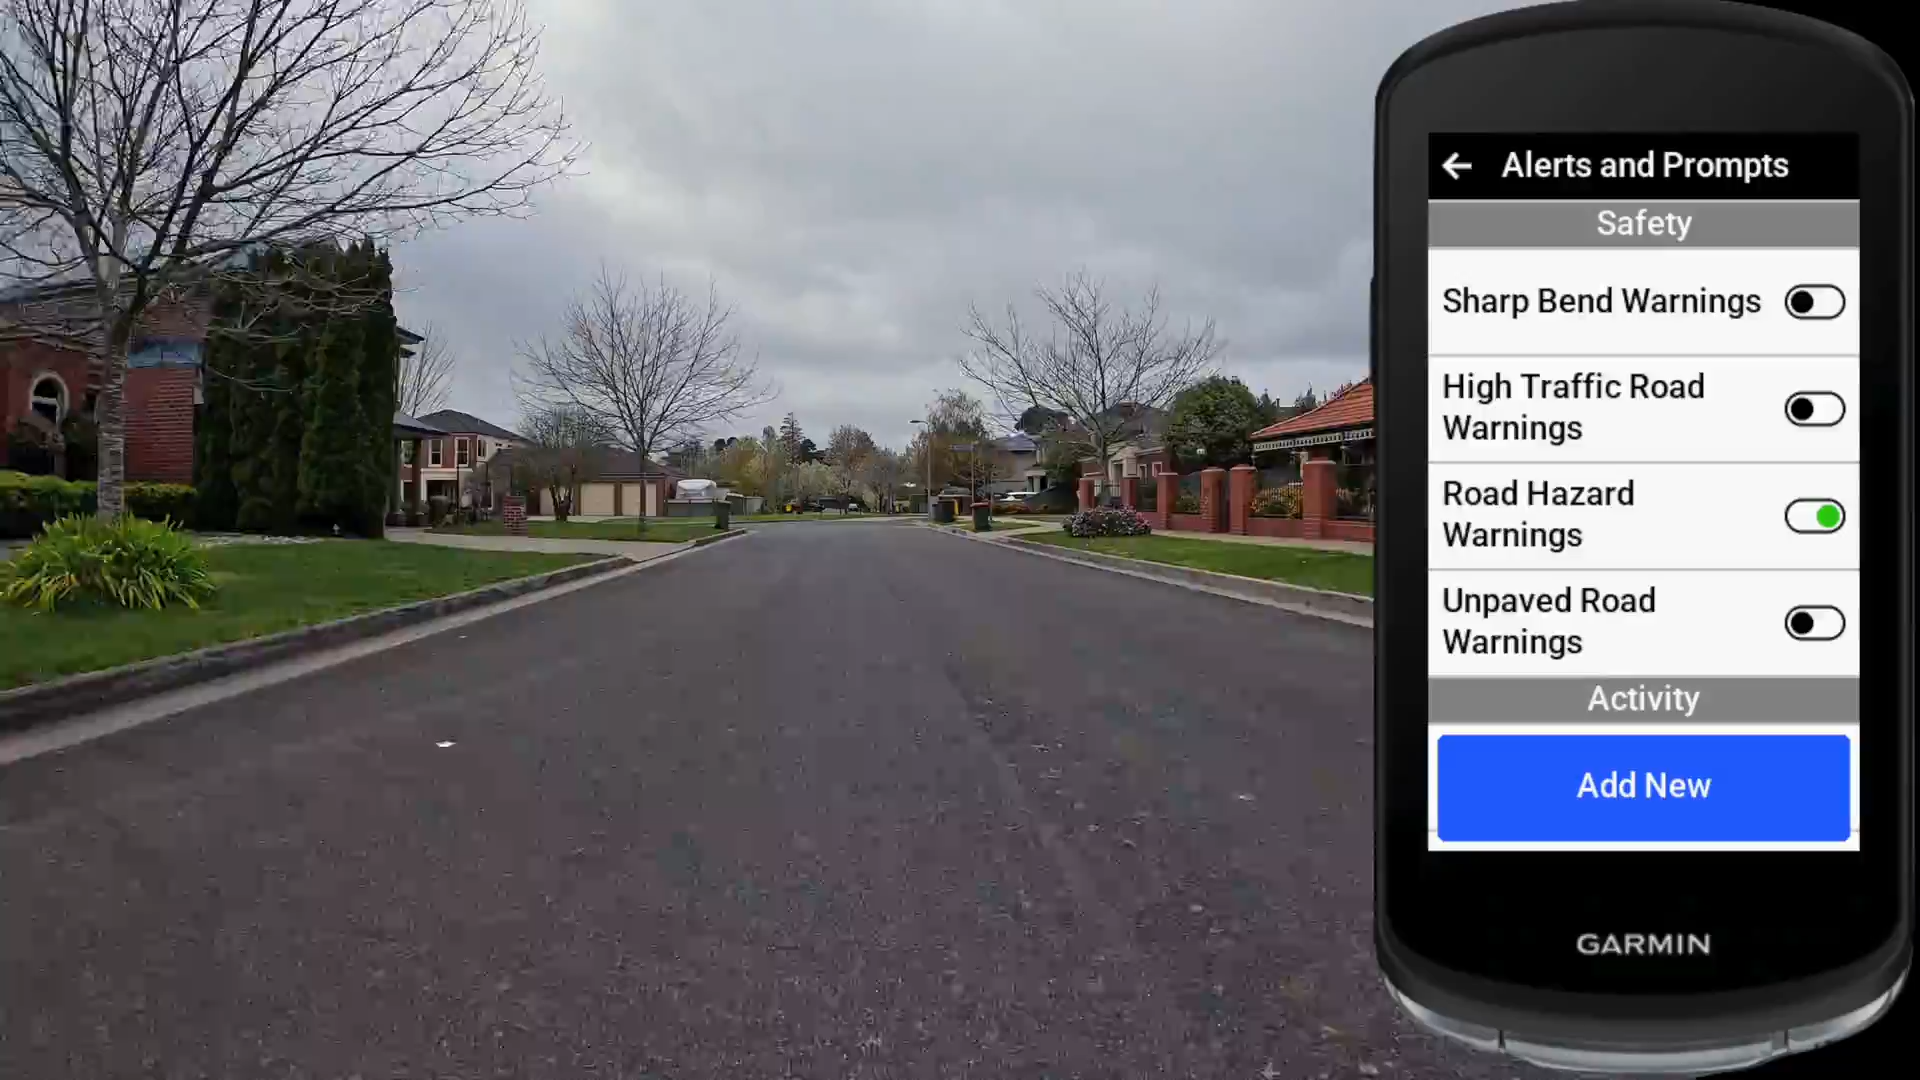 Alerts and Prompts
Safety
Sharp Bend Warnings
High Traffic Road
Warnings
Road Hazard
Warnings
Unpaved Road
Warnings
Activity
Add New
GARMIN